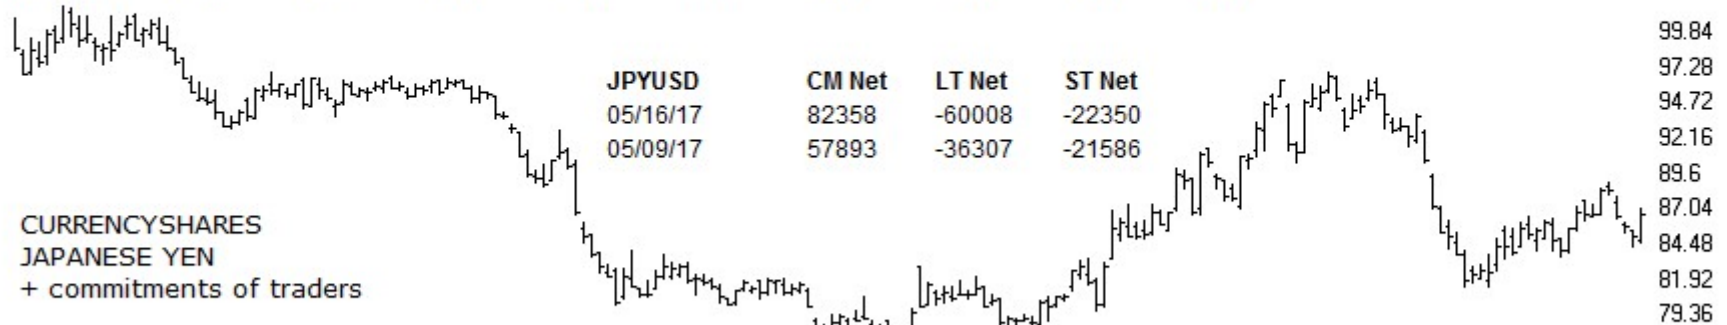 JPYUSD CM Net LT Net ST Net
05/16/17 82358 -60008 -22350
05/09/17 57893 -36307 -21586
CURRENCYSHARES
JAPANESE YEN
+ commitments of traders
99.84
97.28
94.72
92.16
89.6
87.04
84.48
81.92
79.36